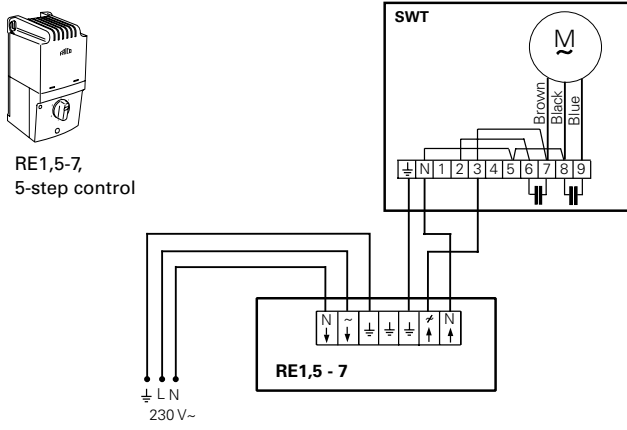 SWT
M
~
Brown
Black
Blue
FRICO
RE1,5-7,
5-step control
N 1 2 3 4 5 6 7 8 9
N ~ ≁ N
RE1,5 - 7
L N
230 V~